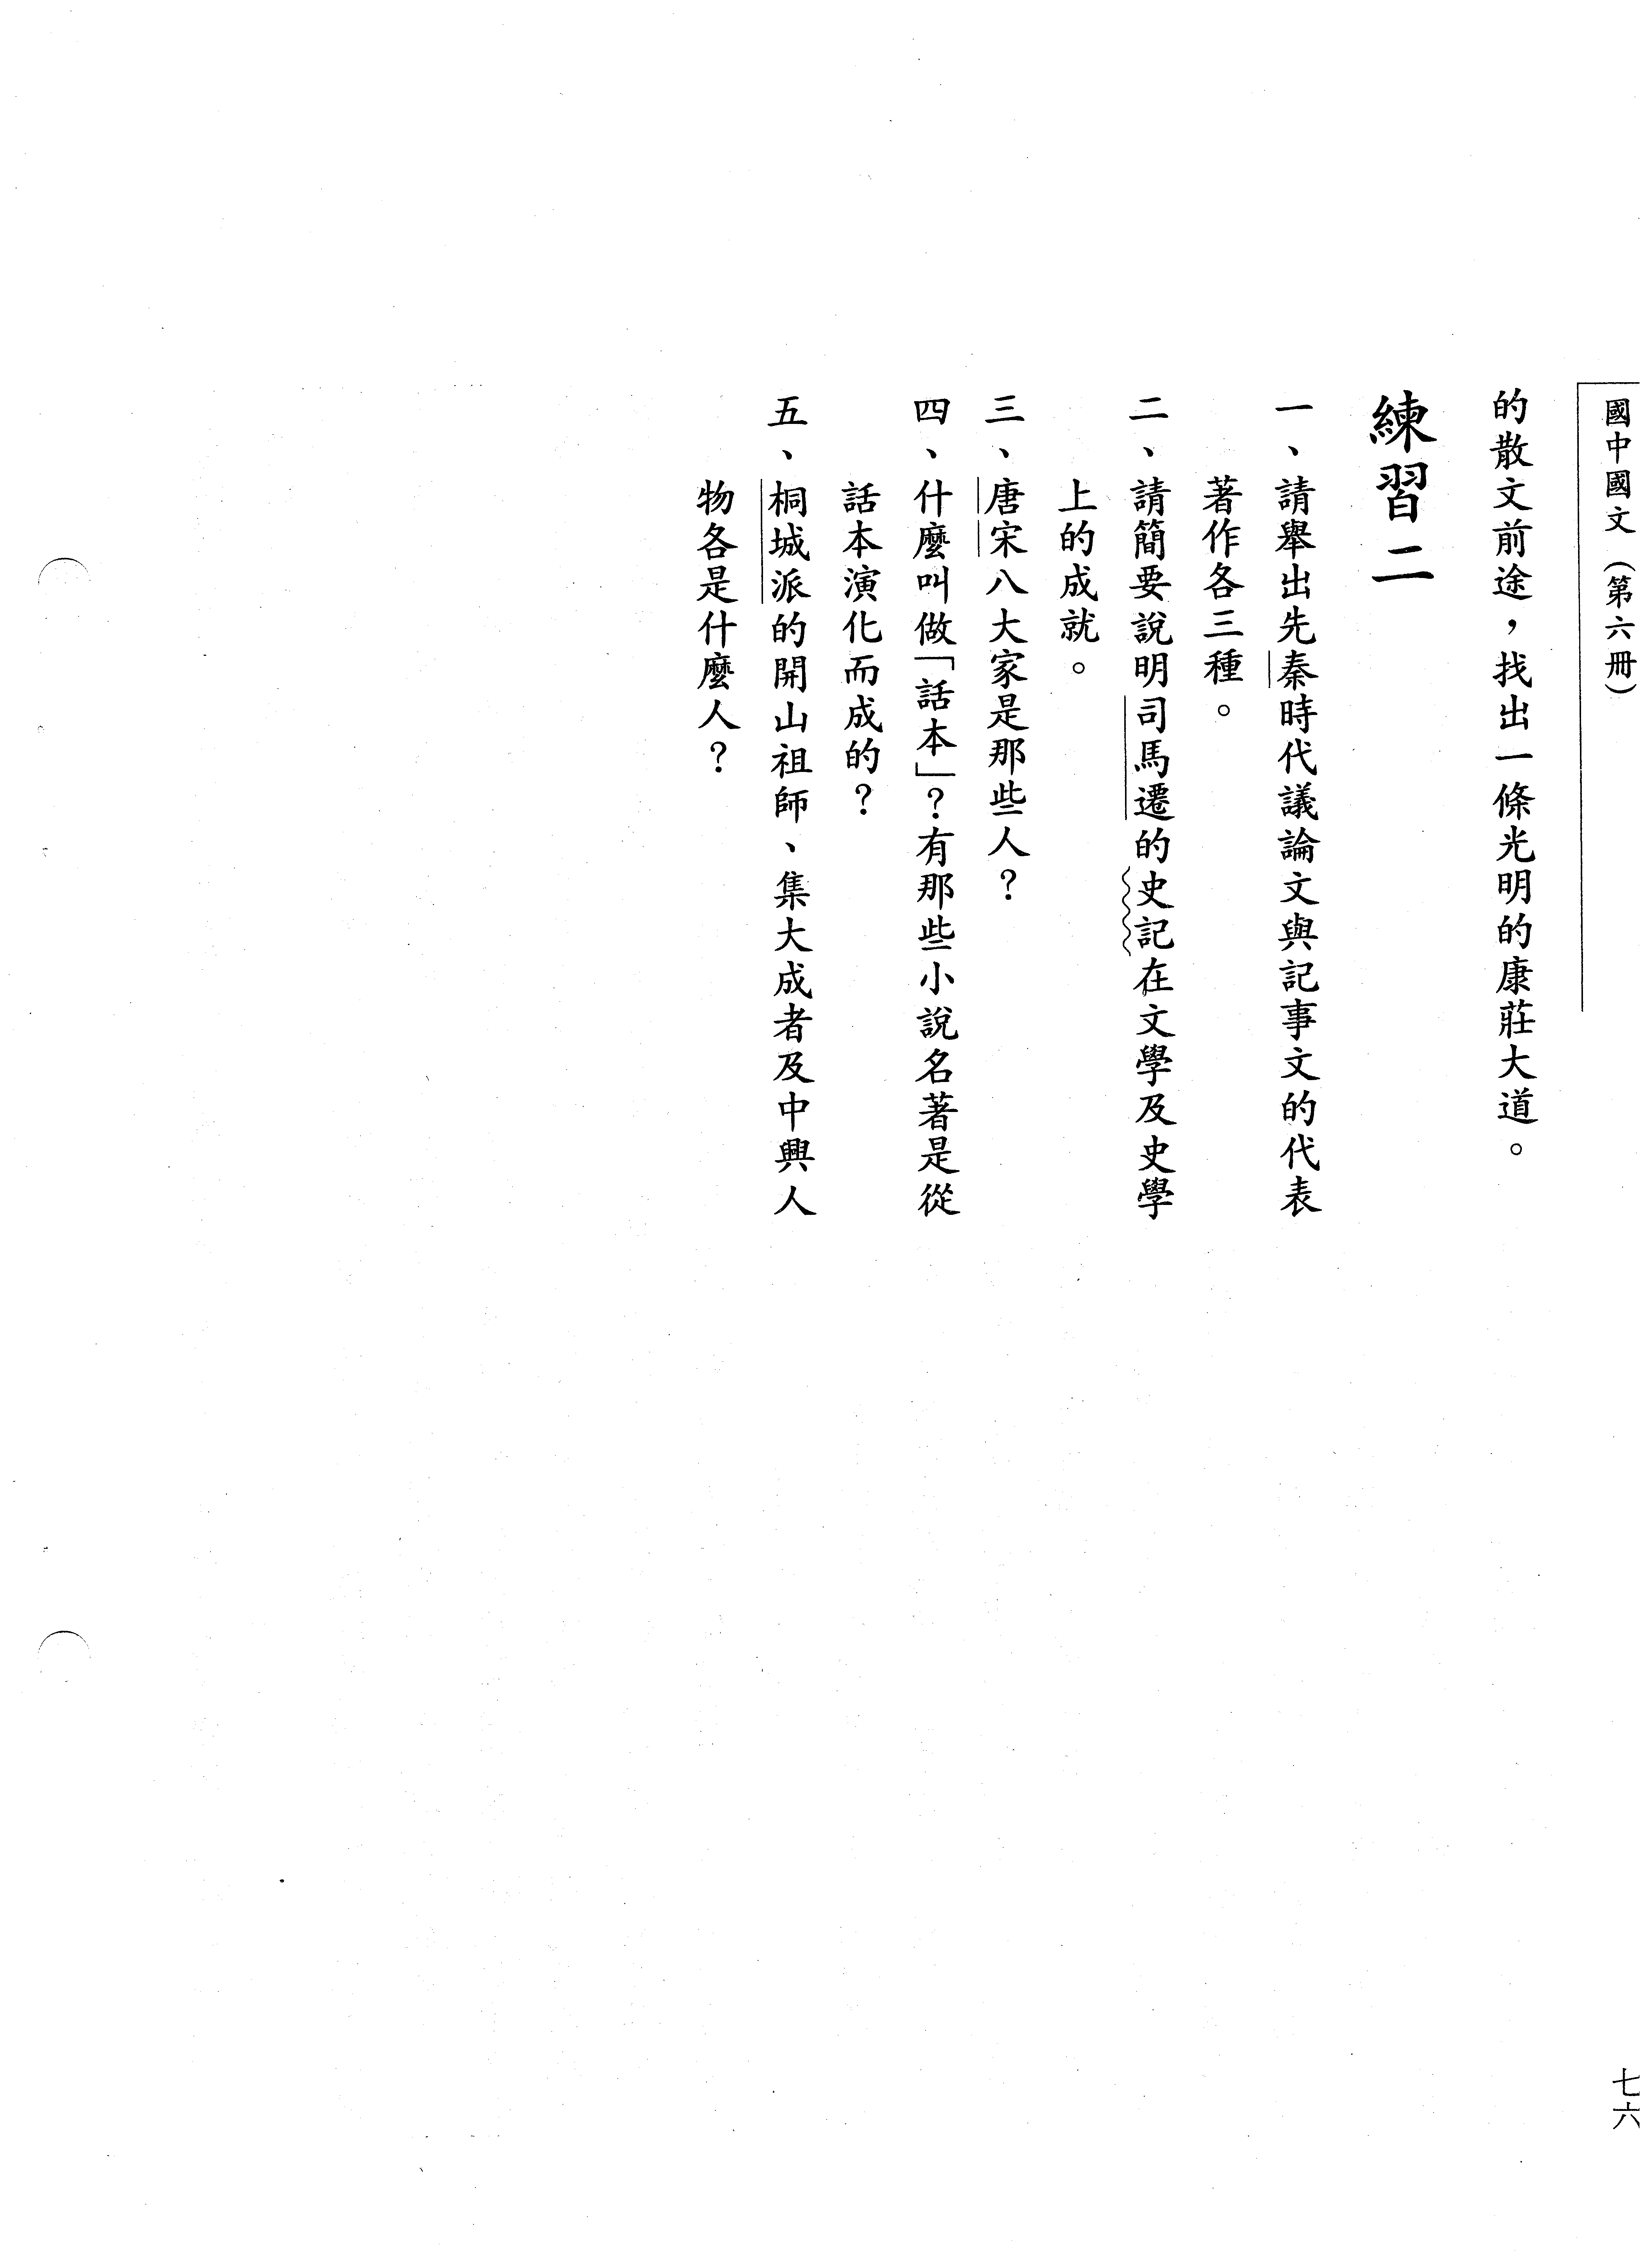 國中國文（第六冊）
的散文前途，找出一條光明的康莊大道。
練習二
一、請舉出先秦時代議論文與記事文的代表
著作各三種。
二、請簡要說明司馬遷的史記在文學及史學
上的成就。
三、唐宋八大家是那些人？
四、什麼叫做「話本」？有那些小說名著是從
話本演化而成的？
五、桐城派的開山祖師、集大成者及中興人
物各是什麼人？
七六